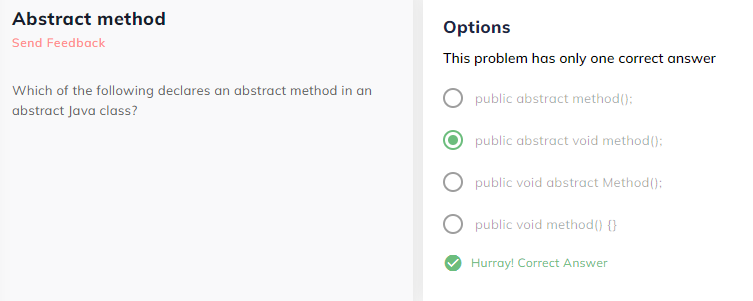 Abstract method
Send Feedback
Which of the following declares an abstract method in an
abstract Java class?
Options
This problem has only one correct answer
public abstract method();
public abstract void method();
public void abstract Method();
public void method() {}
Hurray! Correct Answer